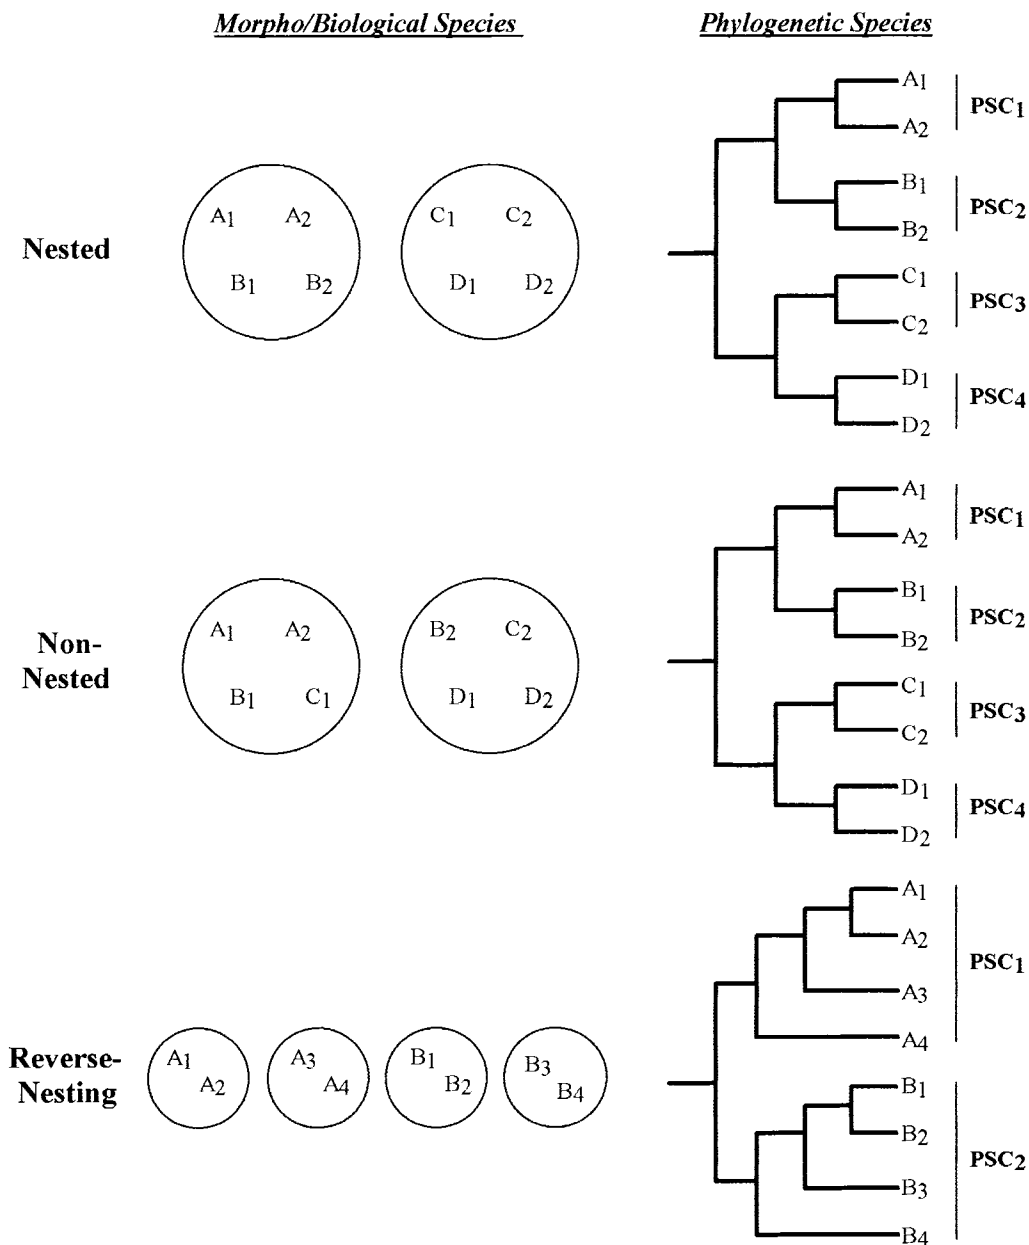 Morpho/Biological Species Phylogenetic Species
Nested
A1 A2
B1 B2
C1 C2
D1 D2
A1
A2
PSC1
B1
B2
PSC2
C1
C2
PSC3
D1
D2
PSC4
Non-
Nested
A1 A2
B1 C1
B2 C2
D1 D2
A1
A2
PSC1
B1
B2
PSC2
C1
C2
PSC3
D1
D2
PSC4
Reverse-
Nesting
A1
A2
A3
A4
B1
B2
B3
B4
A1
A2
A3
A4
PSC1
B1
B2
B3
B4
PSC2